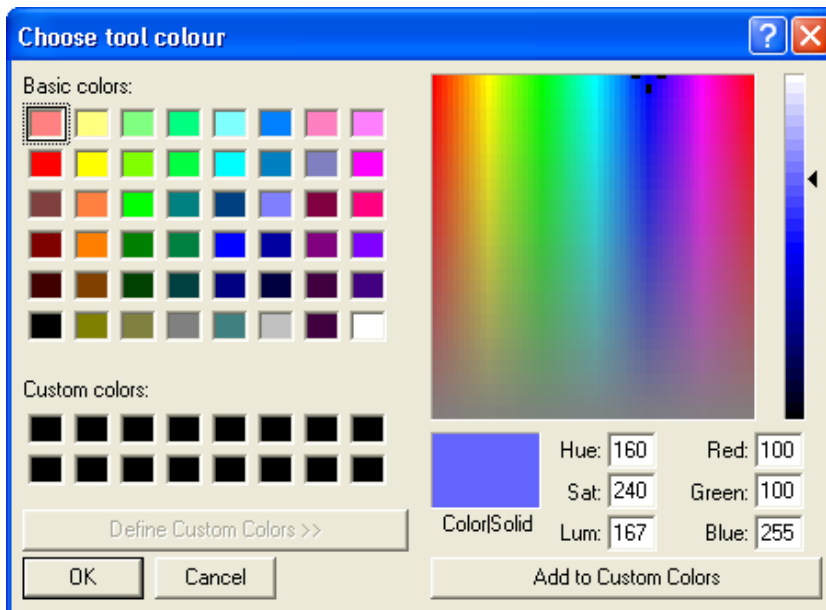 Choose tool colour
Basic colors:
Custom colors:
Define Custom Colors >>
OK
Cancel
Color|Solid
Hue: 160
Sat: 240
Lum: 167
Red: 100
Green: 100
Blue: 255
Add to Custom Colors